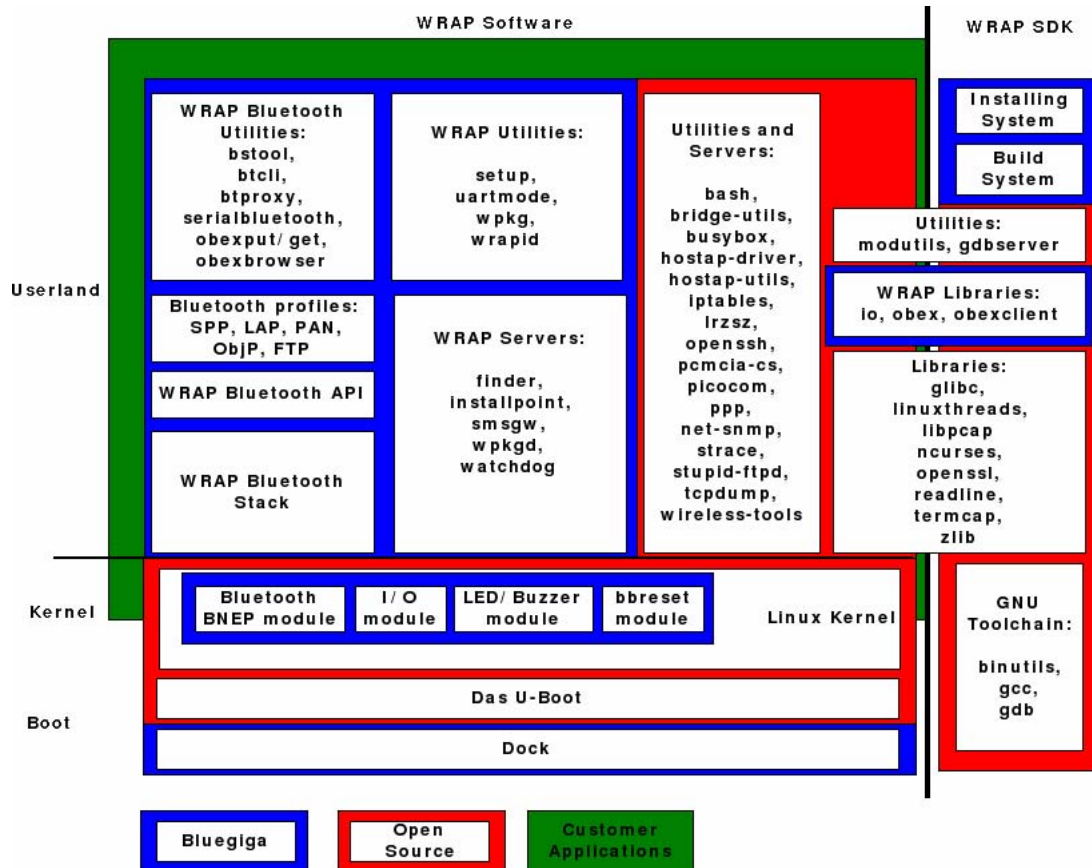 WRAP Software
WRAP SDK
Userland
WRAP Bluetooth
Utilities:
bstool,
btcli,
btproxy,
serialbluetooth,
obexput/get,
obexbrowser
WRAP Utilities:
setup,
uartmode,
wpkg,
wrapid
Bluetooth profiles:
SPP, LAP, PAN,
ObjP, FTP
WRAP Bluetooth API
WRAP Bluetooth
Stack
WRAP Servers:
finder,
installpoint,
smsgw,
wpkgd,
watchdog
Utilities and
Servers:
bash,
bridge-utils,
busybox,
hostap-driver,
hostap-utils,
iptables,
lrzsz,
openssh,
pcmcia-cs,
picocom,
ppp,
net-snmp,
strace,
stupid-ftpd,
tcpdump,
wireless-tools
Installing
System
Build
System
Utilities:
modutils, gdbserver
WRAP Libraries:
io, obex, obexclient
Libraries:
glibc,
linuxthreads,
libpcap
ncurses,
openssl,
readline,
termcap,
zlib
Kernel
Bluetooth
BNEP module
I/O
module
LED/Buzzer
module
bbreset
module
Linux Kernel
GNU
Toolchain:
binutils,
gcc,
gdb
Boot
Das U-Boot
Dock
Bluegiga
Open
Source
Customer
Applications